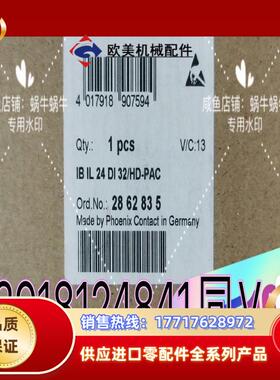 欧美机械配件
咸鱼店铺：蜗牛蜗牛
专用水印
店铺：蜗牛蜗牛
专用水印
4 017918 907594
Qty.: 1 pcs
V/C:13
IB IL 24 DI 32/HD-PAC
Ord.No.: 28 62 83 5
Made by Phoenix Contact in Germany
保证
销售热线：17717628972
供应进口零配件全系列产品